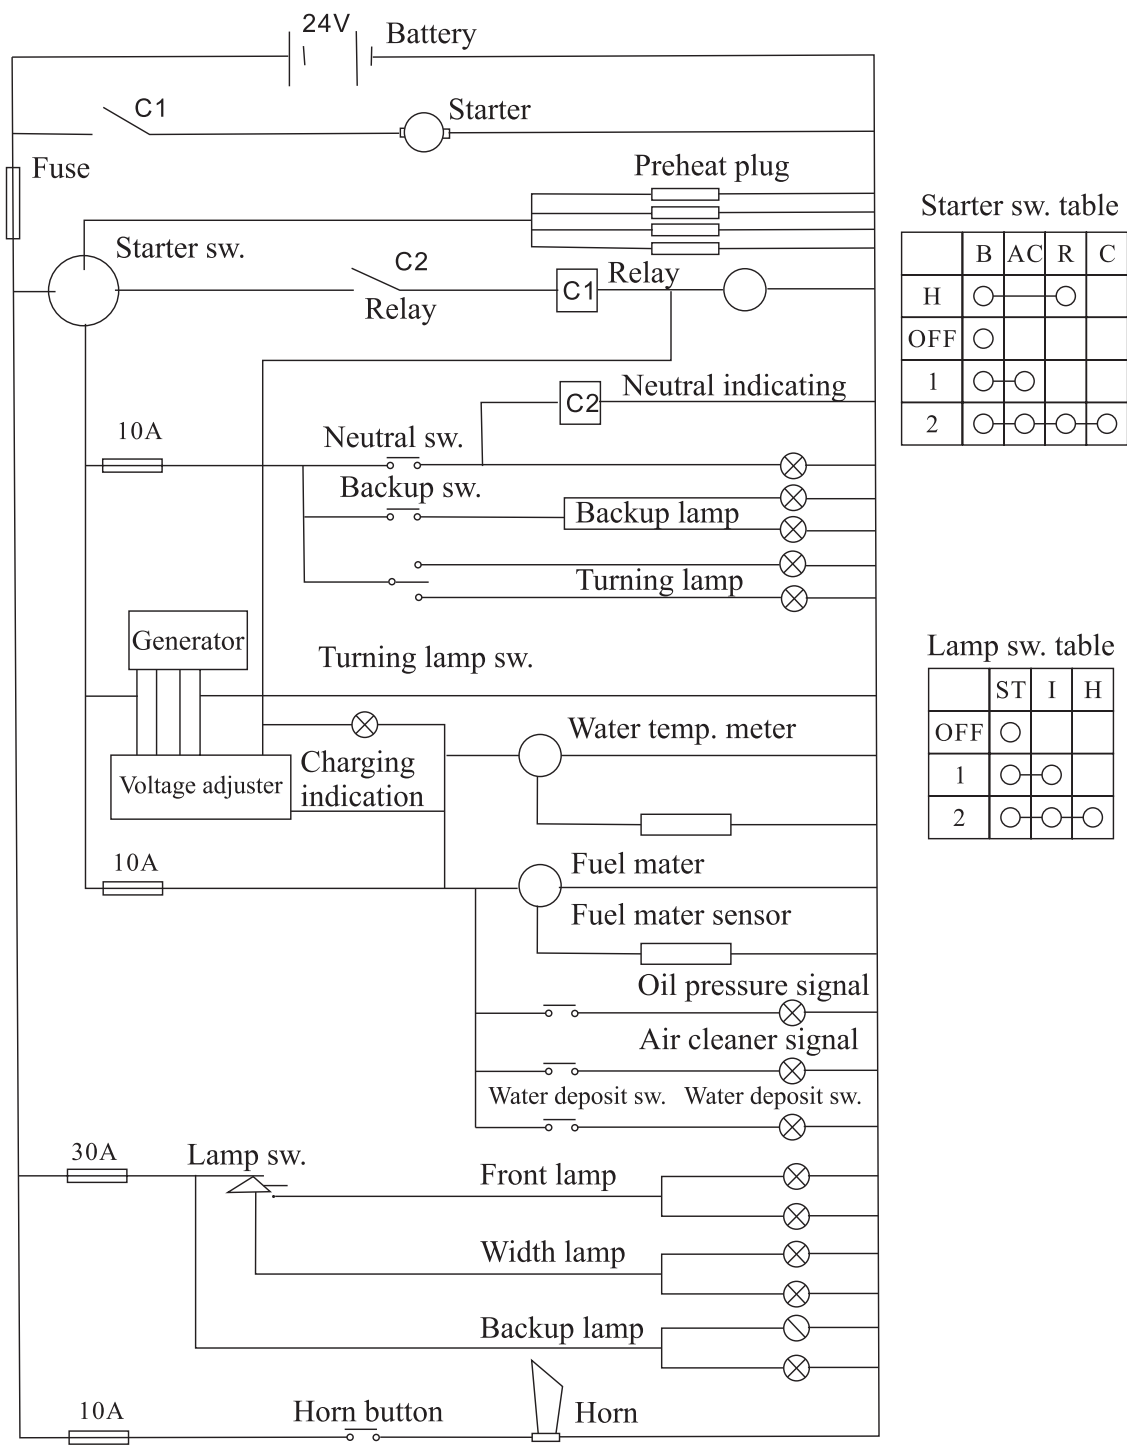 24V
Battery
C1
Starter
Fuse
Preheat plug
Starter sw.
C2
Relay
C1
Relay
Neutral indicating
C2
10A
Neutral sw.
Backup sw.
Backup lamp
Turning lamp
Generator
Turning lamp sw.
Water temp. meter
Voltage adjuster
Charging
indication
10A
Fuel mater
Fuel mater sensor
Oil pressure signal
Air cleaner signal
Water deposit sw.
Water deposit sw.
30A
Lamp sw.
Front lamp
Width lamp
Backup lamp
10A
Horn button
Horn
Starter sw. table
B AC R C
H
OFF
1
2
Lamp sw. table
ST I H
OFF
1
2